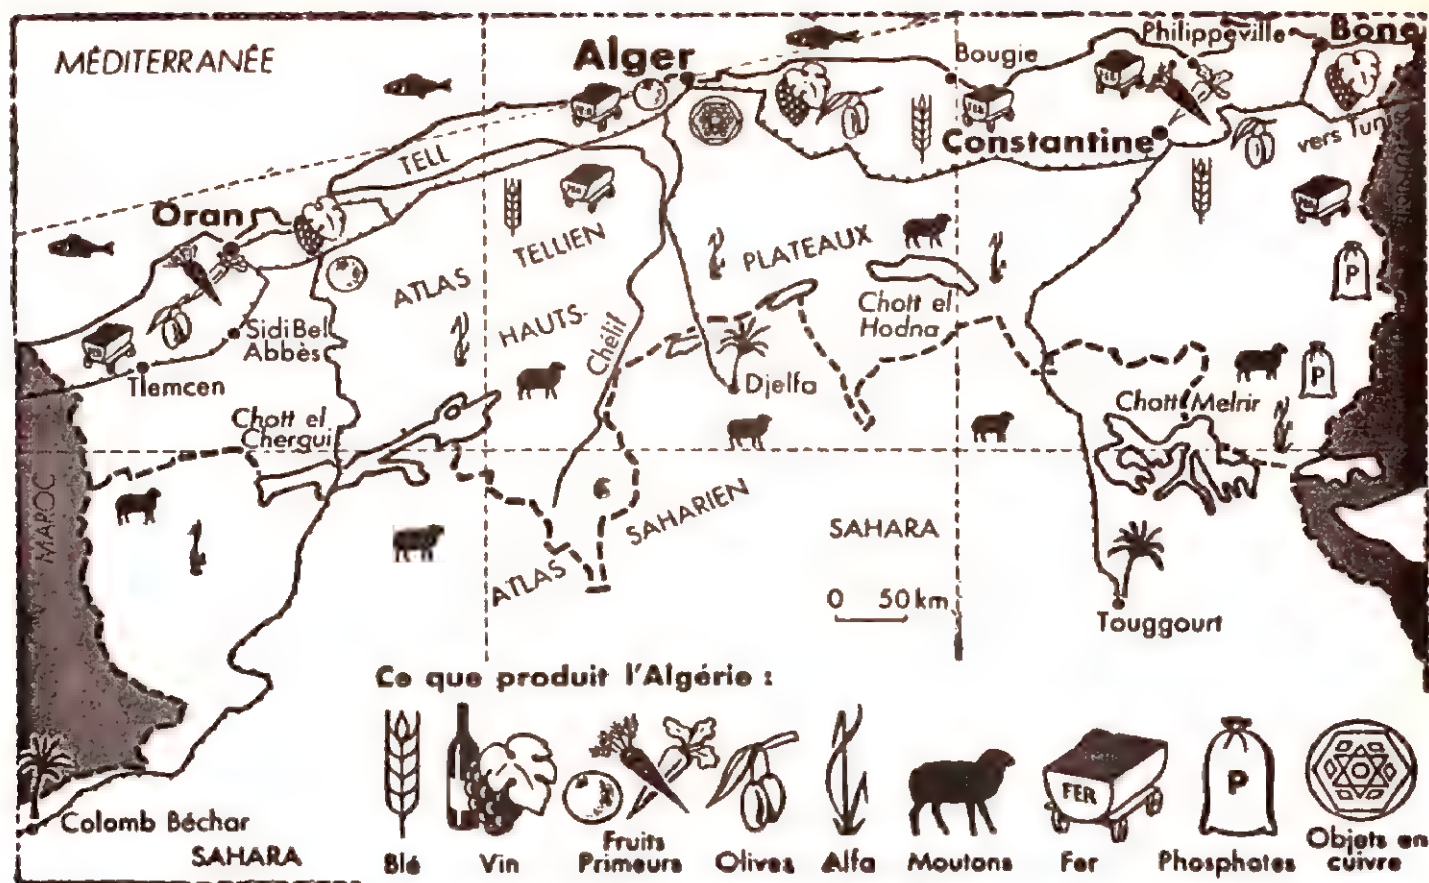 MÉDITERRANÉE
Alger
Bougie
Philippeville
Bône
TELL
Constantine
vers Tunis
Oran
ATLAS
TELLIEN
PLATEAUX
HAUTS-
Chott el
Hodna
Sidi Bel
Abbès
Chélif
Tlemcen
Djelfa
Chott Melrir
Chott el
Chergui
MAROC
ATLAS
SAHARIEN
SAHARA
0 50 km
Touggourt
Colomb Béchar
SAHARA
Ce que produit l'Algérie :
FER
P
Blé
Vin
Fruits
Primeurs
Olives
Alfa
Moutons
Fer
Phosphates
Objets en
cuivre